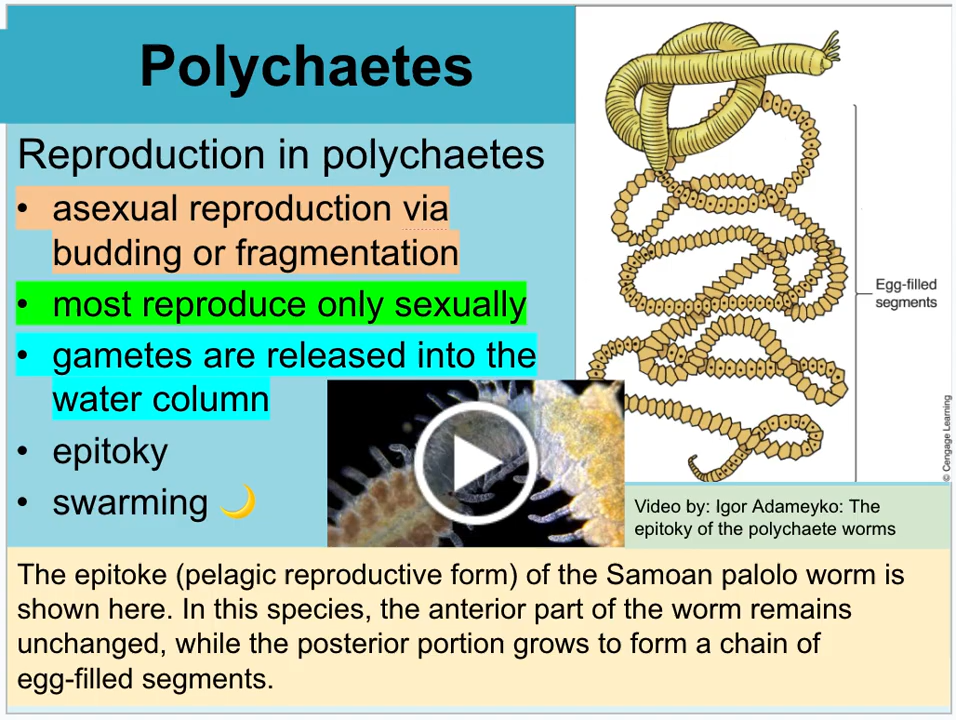 Polychaetes
Reproduction in polychaetes
• asexual reproduction via
budding or fragmentation
• most reproduce only sexually
• gametes are released into the
water column
• epitoky
• swarming 🌙
Egg-filled
segments
© Cengage Learning
Video by: Igor Adameyko: The
epitoky of the polychaete worms
The epitoke (pelagic reproductive form) of the Samoan palolo worm is
shown here. In this species, the anterior part of the worm remains
unchanged, while the posterior portion grows to form a chain of
egg-filled segments.